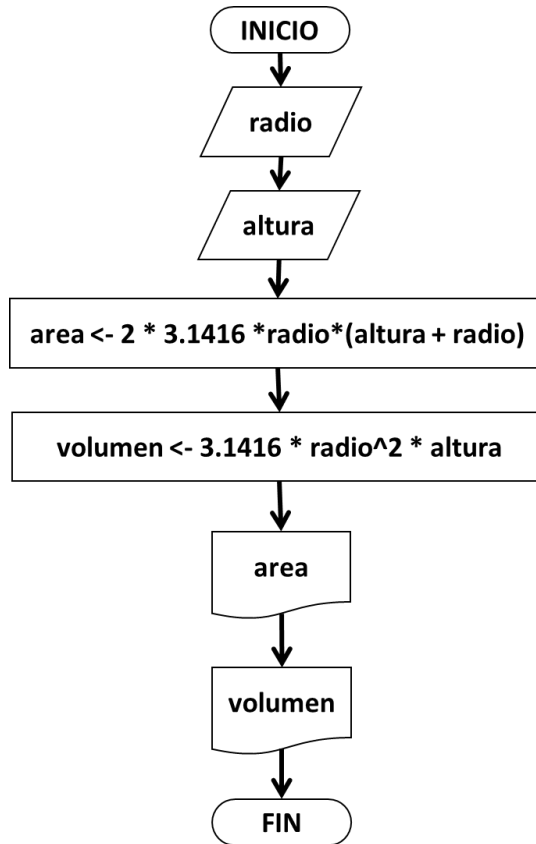 INICIO
radio
altura
area <- 2 * 3.1416 *radio*(altura + radio)
volumen <- 3.1416 * radio^2 * altura
area
volumen
FIN